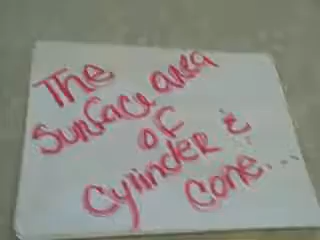 The
Surface area
of
Cylinder &
Cone...